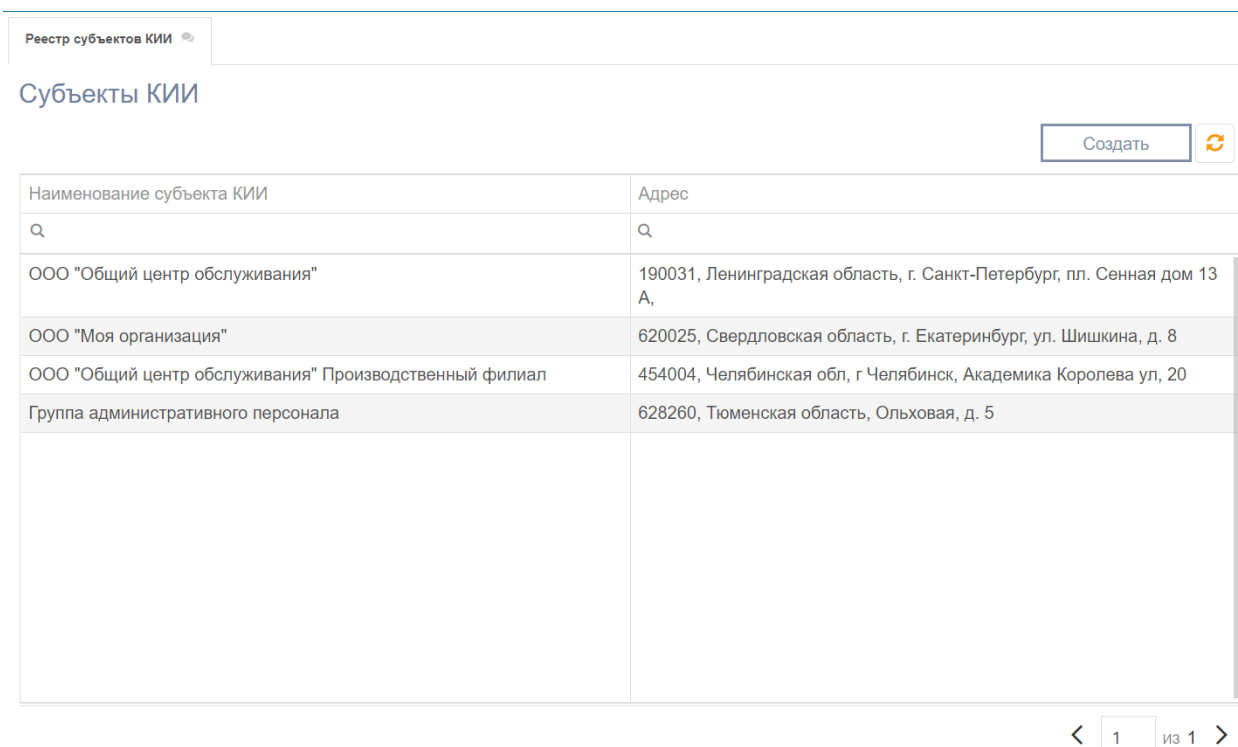 Реестр субъектов КИИ
Субъекты КИИ
Создать
Наименование субъекта КИИ
Адрес
ООО "Общий центр обслуживания"
190031, Ленинградская область, г. Санкт-Петербург, пл. Сенная дом 13
А,
ООО "Моя организация"
620025, Свердловская область, г. Екатеринбург, ул. Шишкина, д. 8
ООО "Общий центр обслуживания" Производственный филиал
454004, Челябинская обл, г Челябинск, Академика Королева ул, 20
Группа административного персонала
628260, Тюменская область, Ольховая, д. 5
1 из 1